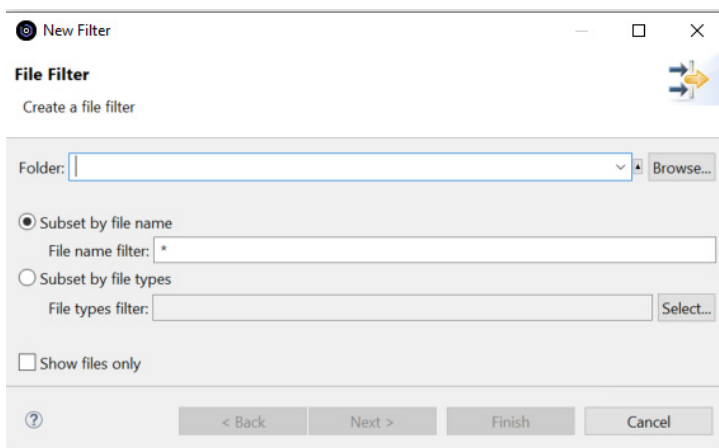 New Filter
File Filter
Create a file filter
Folder: Browse...
Subset by file name
File name filter: *
Subset by file types
File types filter: Select...
Show files only
? < Back Next > Finish Cancel